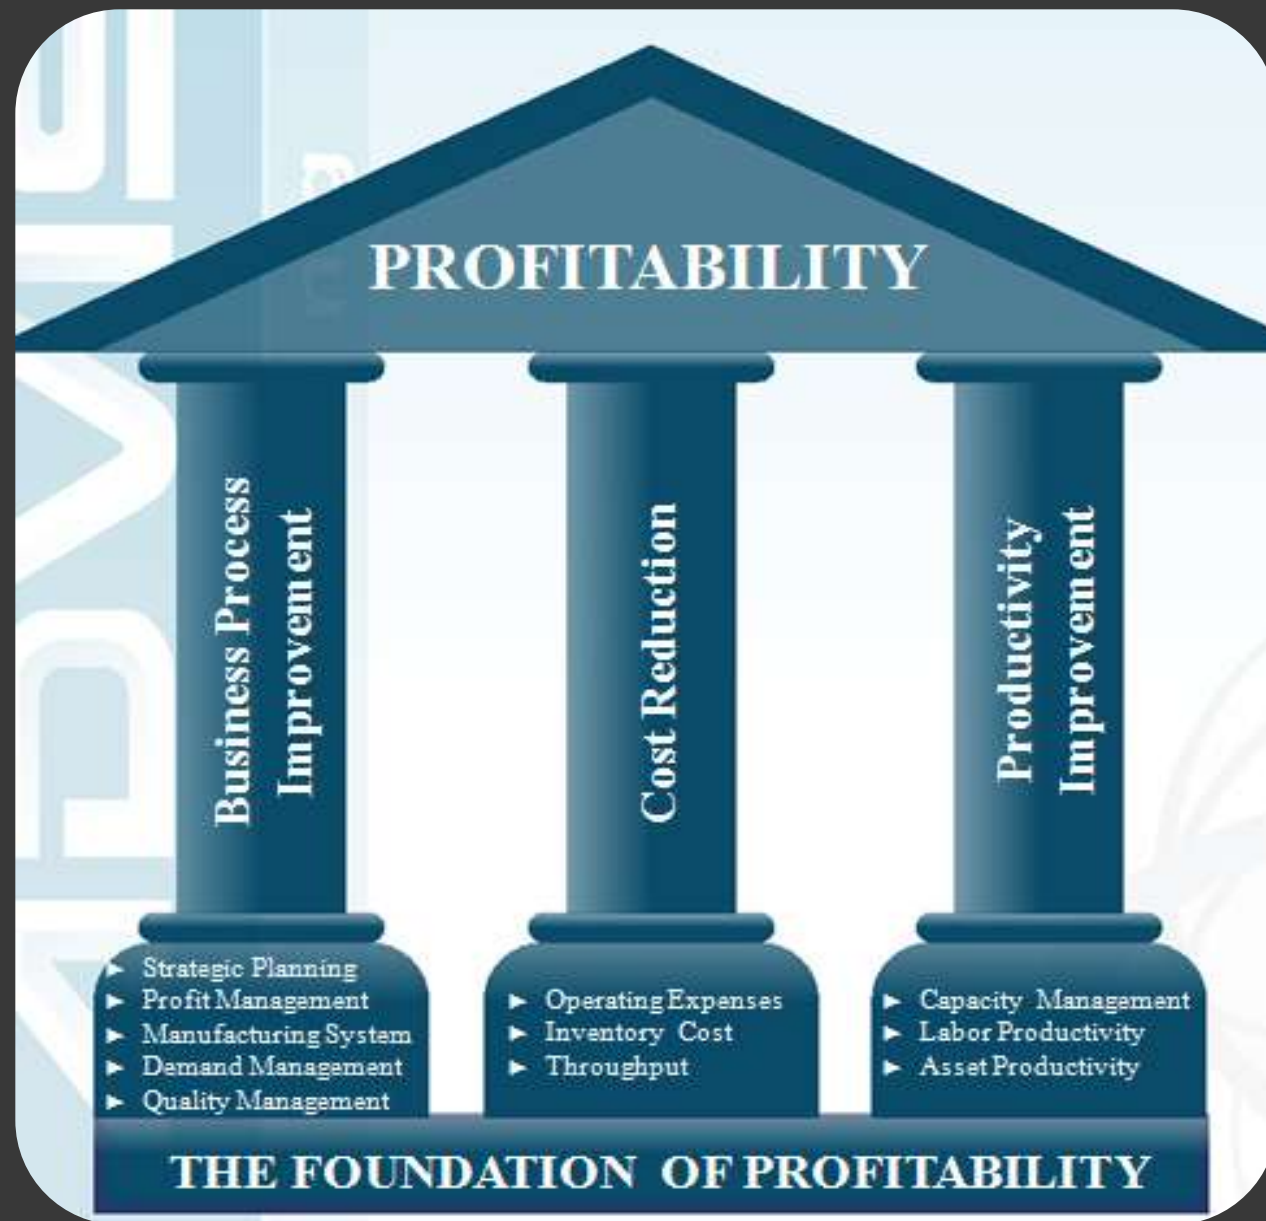 PROFITABILITY
Business Process
Improvement
Cost Reduction
Productivity
Improvement
► Strategic Planning
► Profit Management
► Manufacturing System
► Demand Management
► Quality Management
► Operating Expenses
► Inventory Cost
► Throughput
► Capacity Management
► Labor Productivity
► Asset Productivity
THE FOUNDATION OF PROFITABILITY